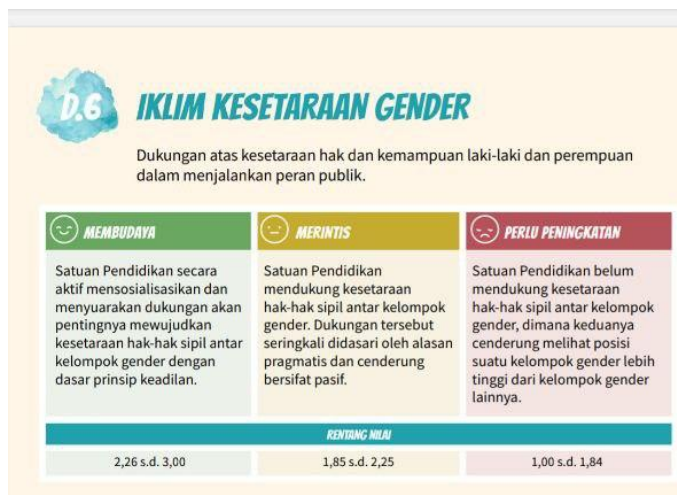 D.6
IKLIM KESETARAAN GENDER
Dukungan atas kesetaraan hak dan kemampuan laki-laki dan perempuan
dalam menjalankan peran publik.
MEMBUDAYA
Satuan Pendidikan secara
aktif mensosialisasikan dan
menyuarakan dukungan akan
pentingnya mewujudkan
kesetaraan hak-hak sipil antar
kelompok gender dengan
dasar prinsip keadilan.
MERINTIS
Satuan Pendidikan
mendukung kesetaraan
hak-hak sipil antar kelompok
gender. Dukungan tersebut
seringkali didasari oleh alasan
pragmatis dan cenderung
bersifat pasif.
PERLU PENINGKATAN
Satuan Pendidikan belum
mendukung kesetaraan
hak-hak sipil antar kelompok
gender, dimana keduanya
cenderung melihat posisi
suatu kelompok gender lebih
tinggi dari kelompok gender
lainnya.
RENTANG NILAI
2,26 s.d. 3,00
1,85 s.d. 2,25
1,00 s.d. 1,84